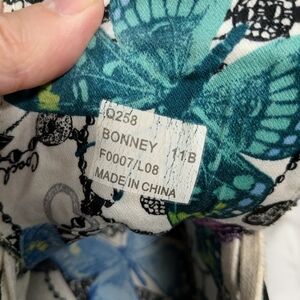 Q258
BONNEY 11B
F0007/L08
MADE IN CHINA